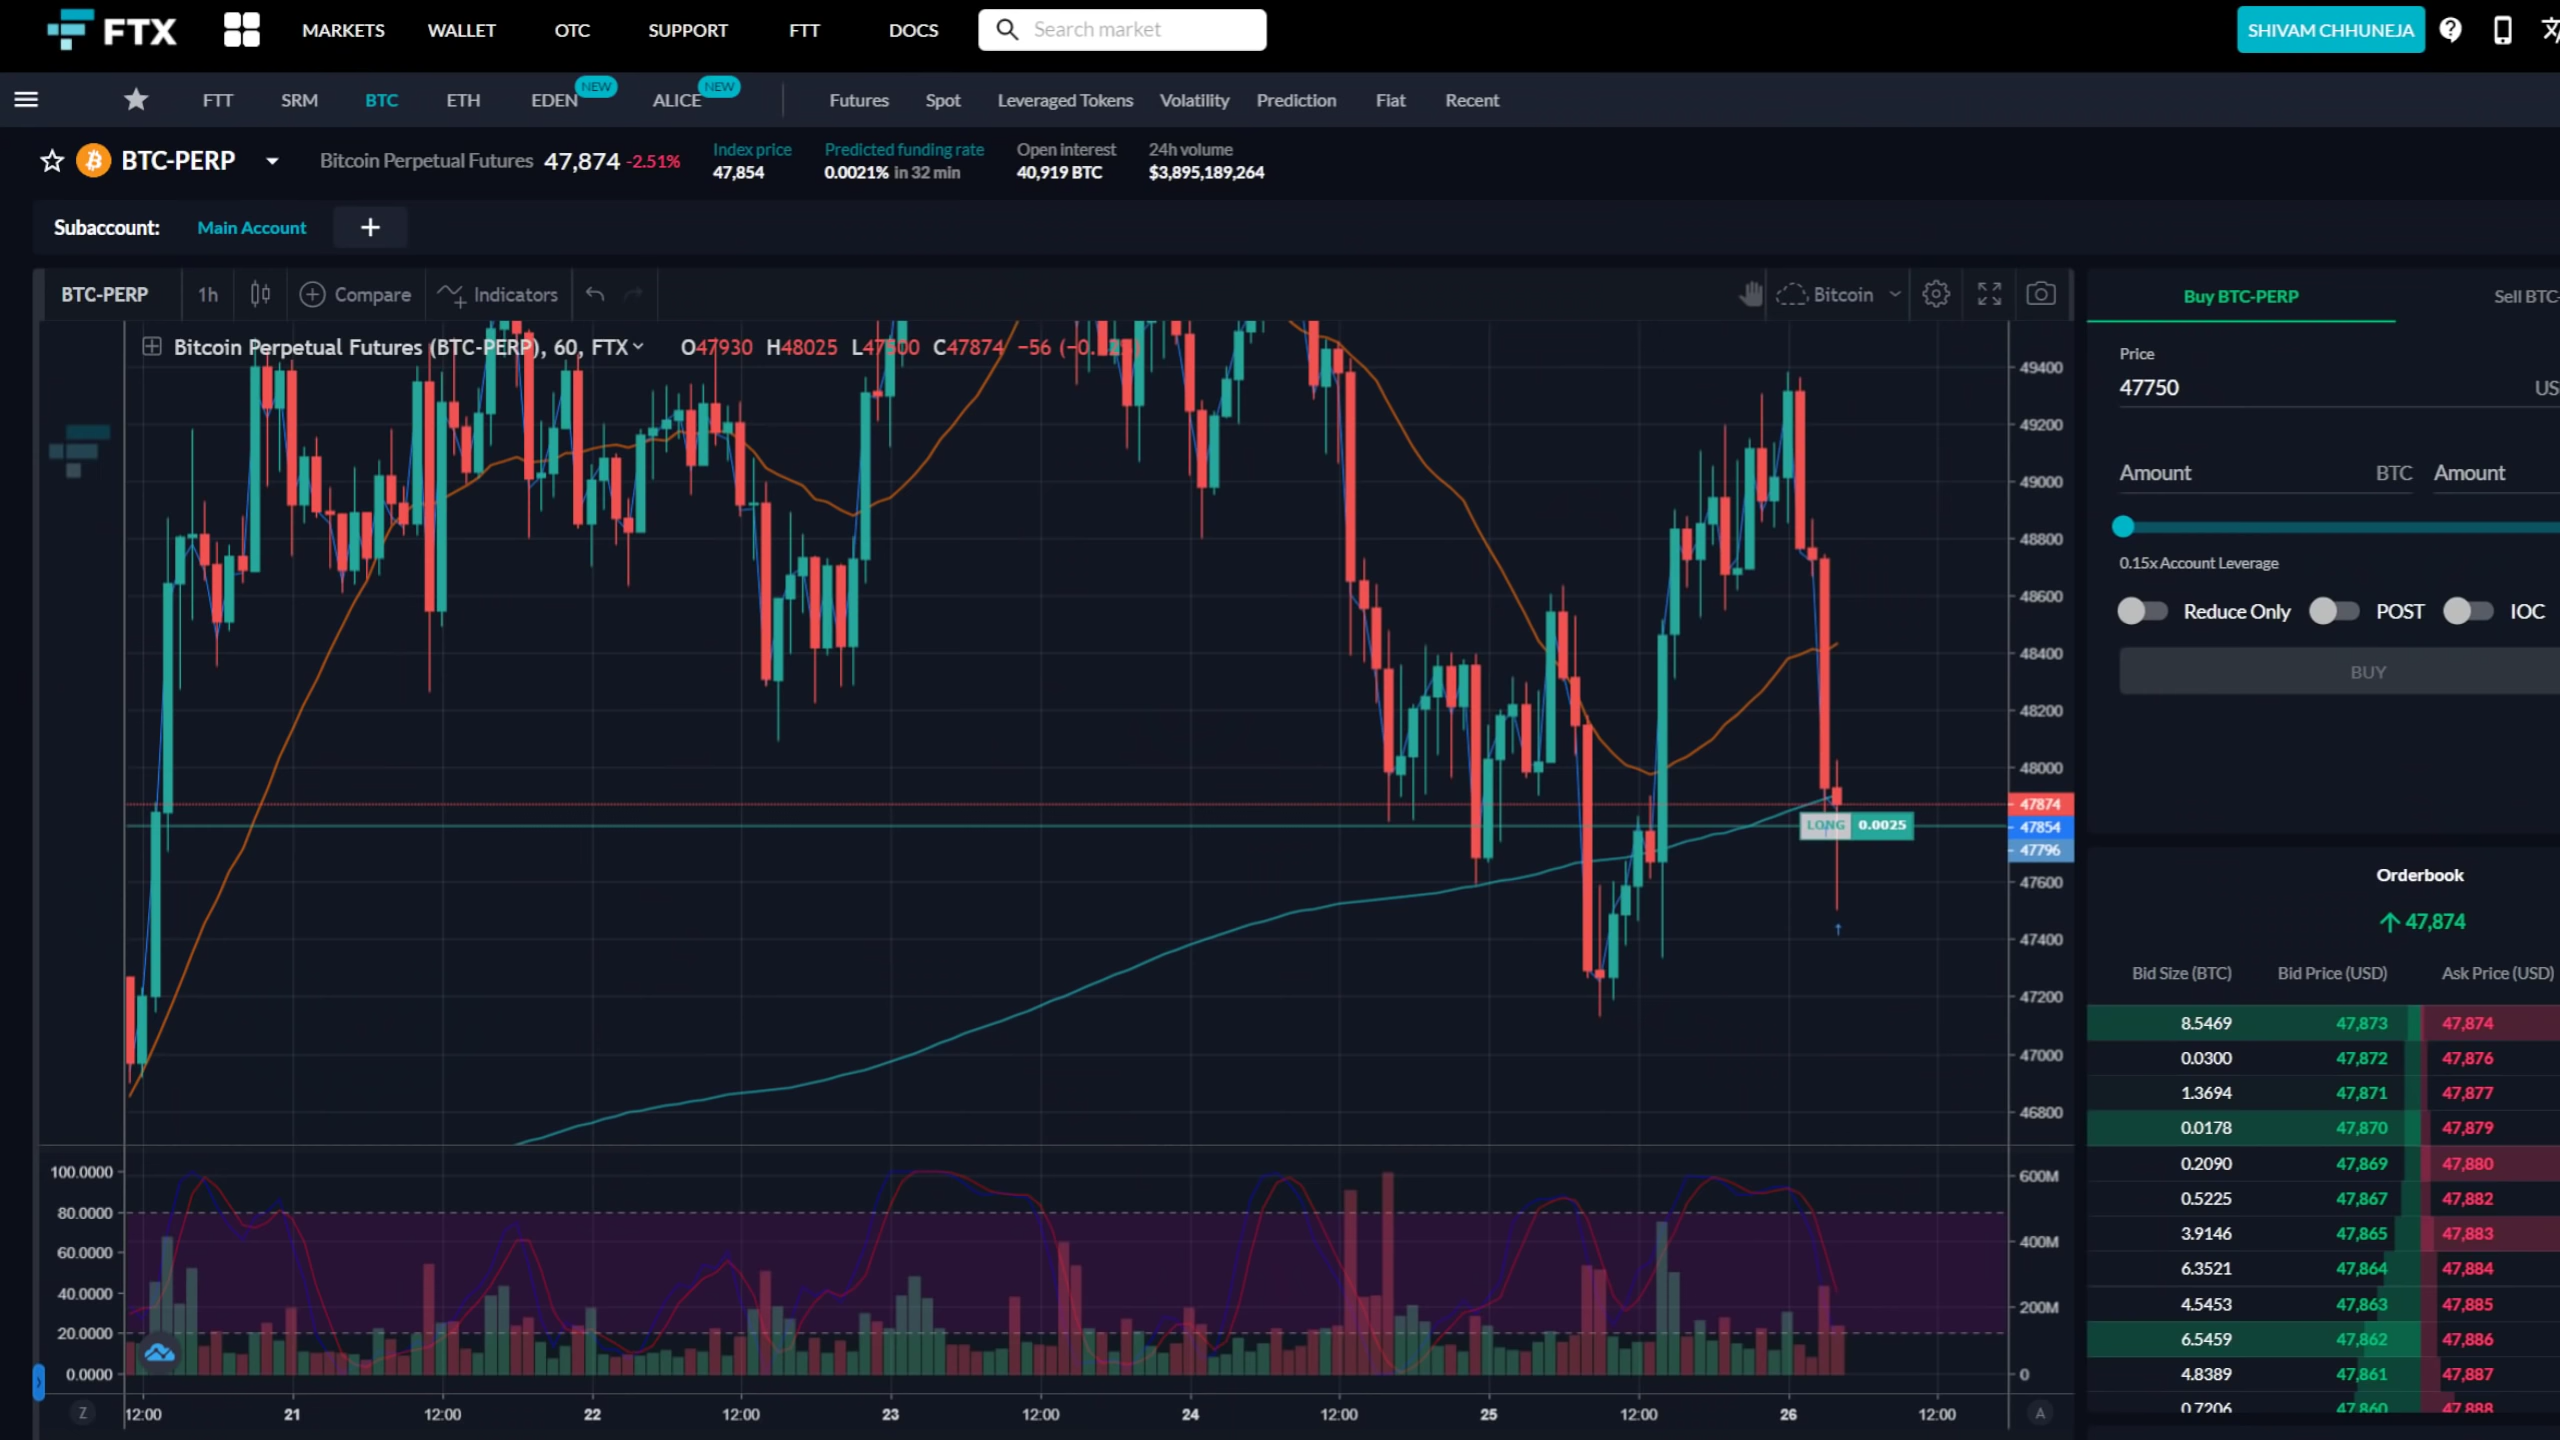 FTX MARKETS WALLET OTC SUPPORT FTT DOCS Search market SHIVAM CHHUNEJA
FTT SRM BTC ETH EDEN NEW ALICE NEW Futures Spot Leveraged Tokens Volatility Prediction Fiat Recent
BTC-PERP Bitcoin Perpetual Futures 47,874 -2.51%
Index price Predicted funding rate Open interest 24h volume
47,854 0.0021% in 32 min 40,919 BTC $3,895,189,264
Subaccount: Main Account +
BTC-PERP 1h Compare Indicators Bitcoin
Bitcoin Perpetual Futures (BTC-PERP), 60, FTX O47930 H48025 L47500 C47874 −56
49400
49200
49000
48800
48600
48400
48200
48000
47874
47854
47796
47600
47400
47200
47000
46800
LONG 0.0025
100.0000
80.0000
60.0000
40.0000
20.0000
0.0000
600M
400M
200M
0
Z 12:00 21 12:00 22 12:00 23 12:00 24 12:00 25 12:00 26 12:00 A
Buy BTC-PERP Sell BTC-
Price
47750 US
Amount BTC Amount
0.15x Account Leverage
Reduce Only POST IOC
BUY
Orderbook
↑ 47,874
Bid Size (BTC) Bid Price (USD) Ask Price (USD)
8.5469 47,873 47,874
0.0300 47,872 47,876
1.3694 47,871 47,877
0.0178 47,870 47,879
0.2090 47,869 47,880
0.5225 47,867 47,882
3.9146 47,865 47,883
6.3521 47,864 47,884
4.5453 47,863 47,885
6.5459 47,862 47,886
4.8389 47,861 47,887
0.7206 47,860 47,888